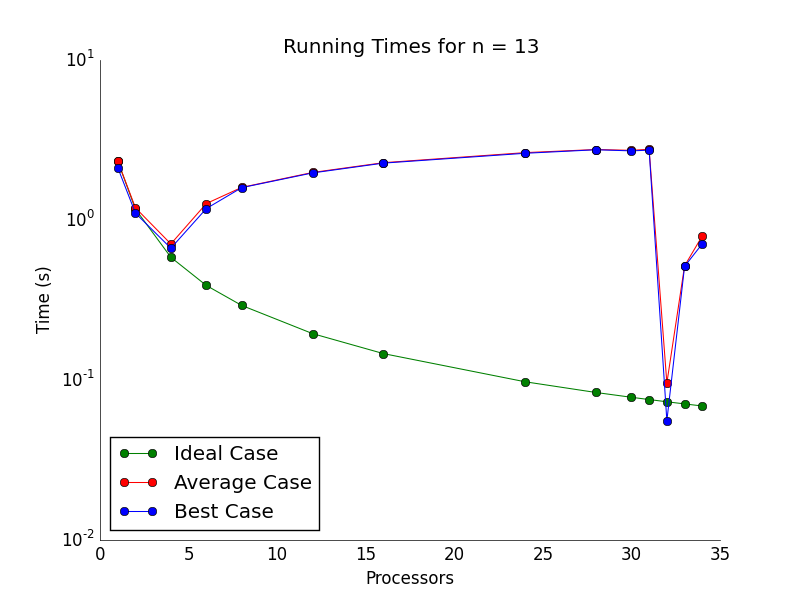 Running Times for n = 13
10^1
10^0
10^-1
10^-2
Time (s)
Ideal Case
Average Case
Best Case
0 5 10 15 20 25 30 35
Processors